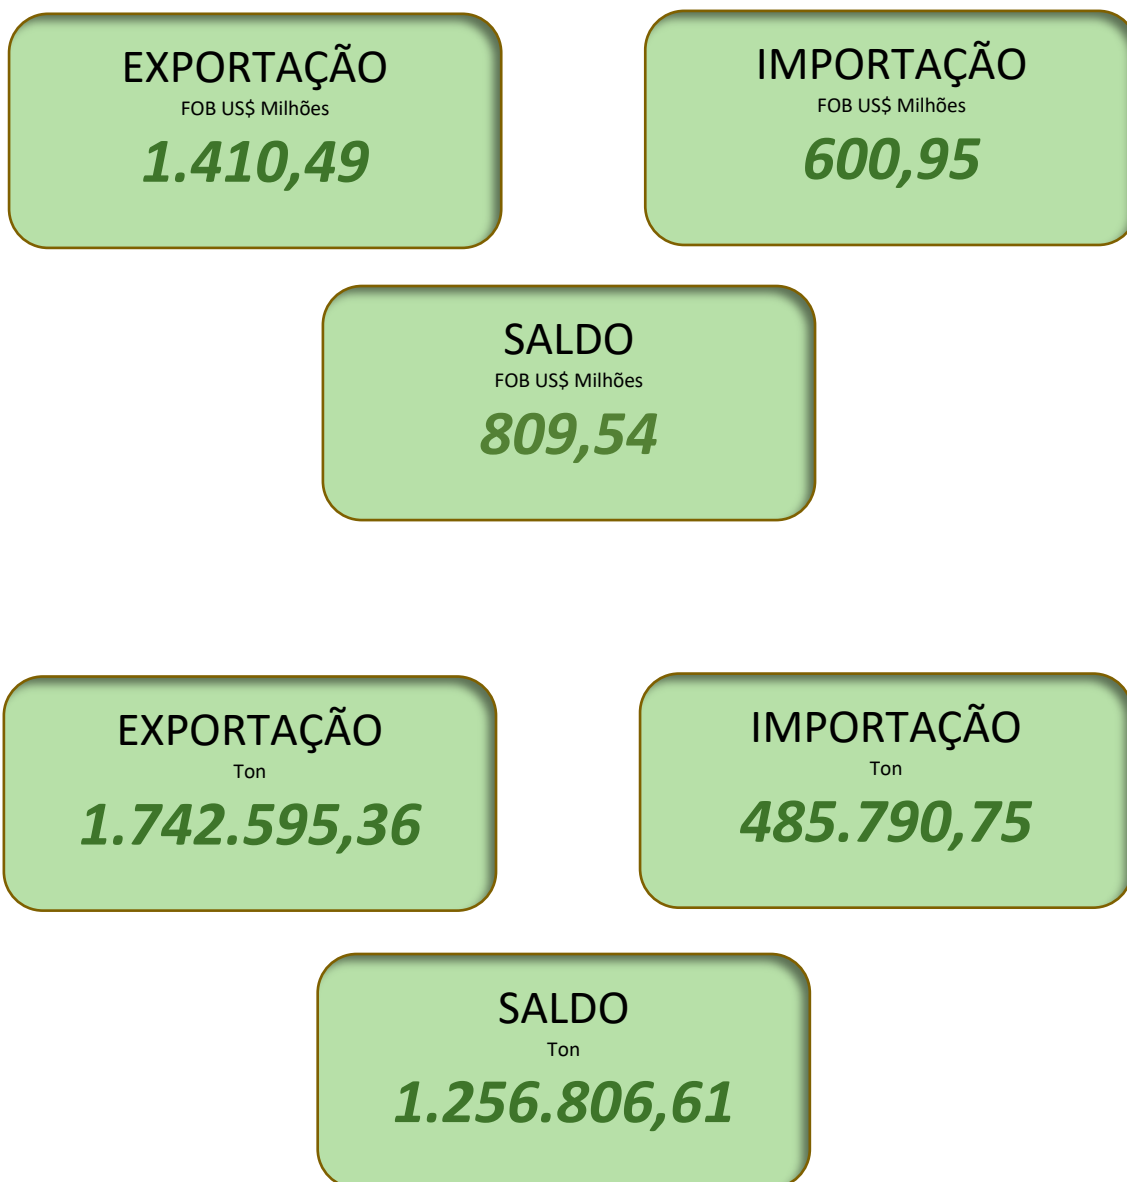 EXPORTAÇÃO
FOB US$ Milhões
1.410,49
IMPORTAÇÃO
FOB US$ Milhões
600,95
SALDO
FOB US$ Milhões
809,54
EXPORTAÇÃO
Ton
1.742.595,36
IMPORTAÇÃO
Ton
485.790,75
SALDO
Ton
1.256.806,61